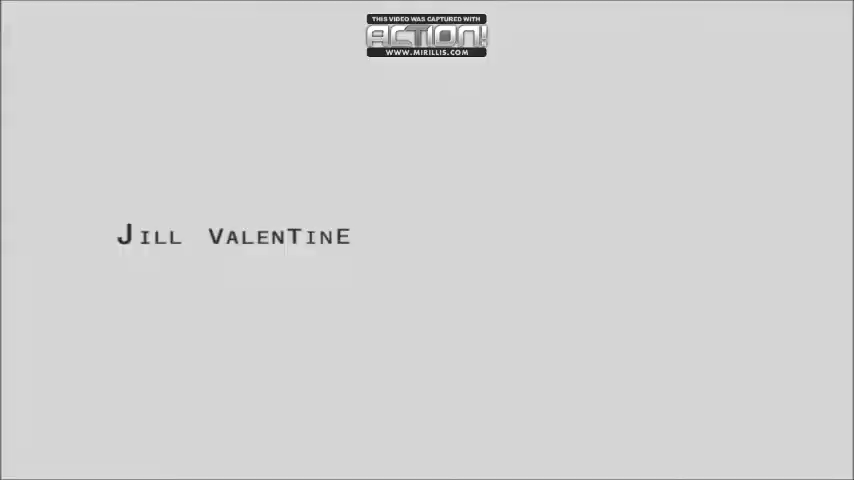 THIS VIDEO WAS CAPTURED WITH
ACTION!
WWW.MIRILLIS.COM
JILL VALENTINE